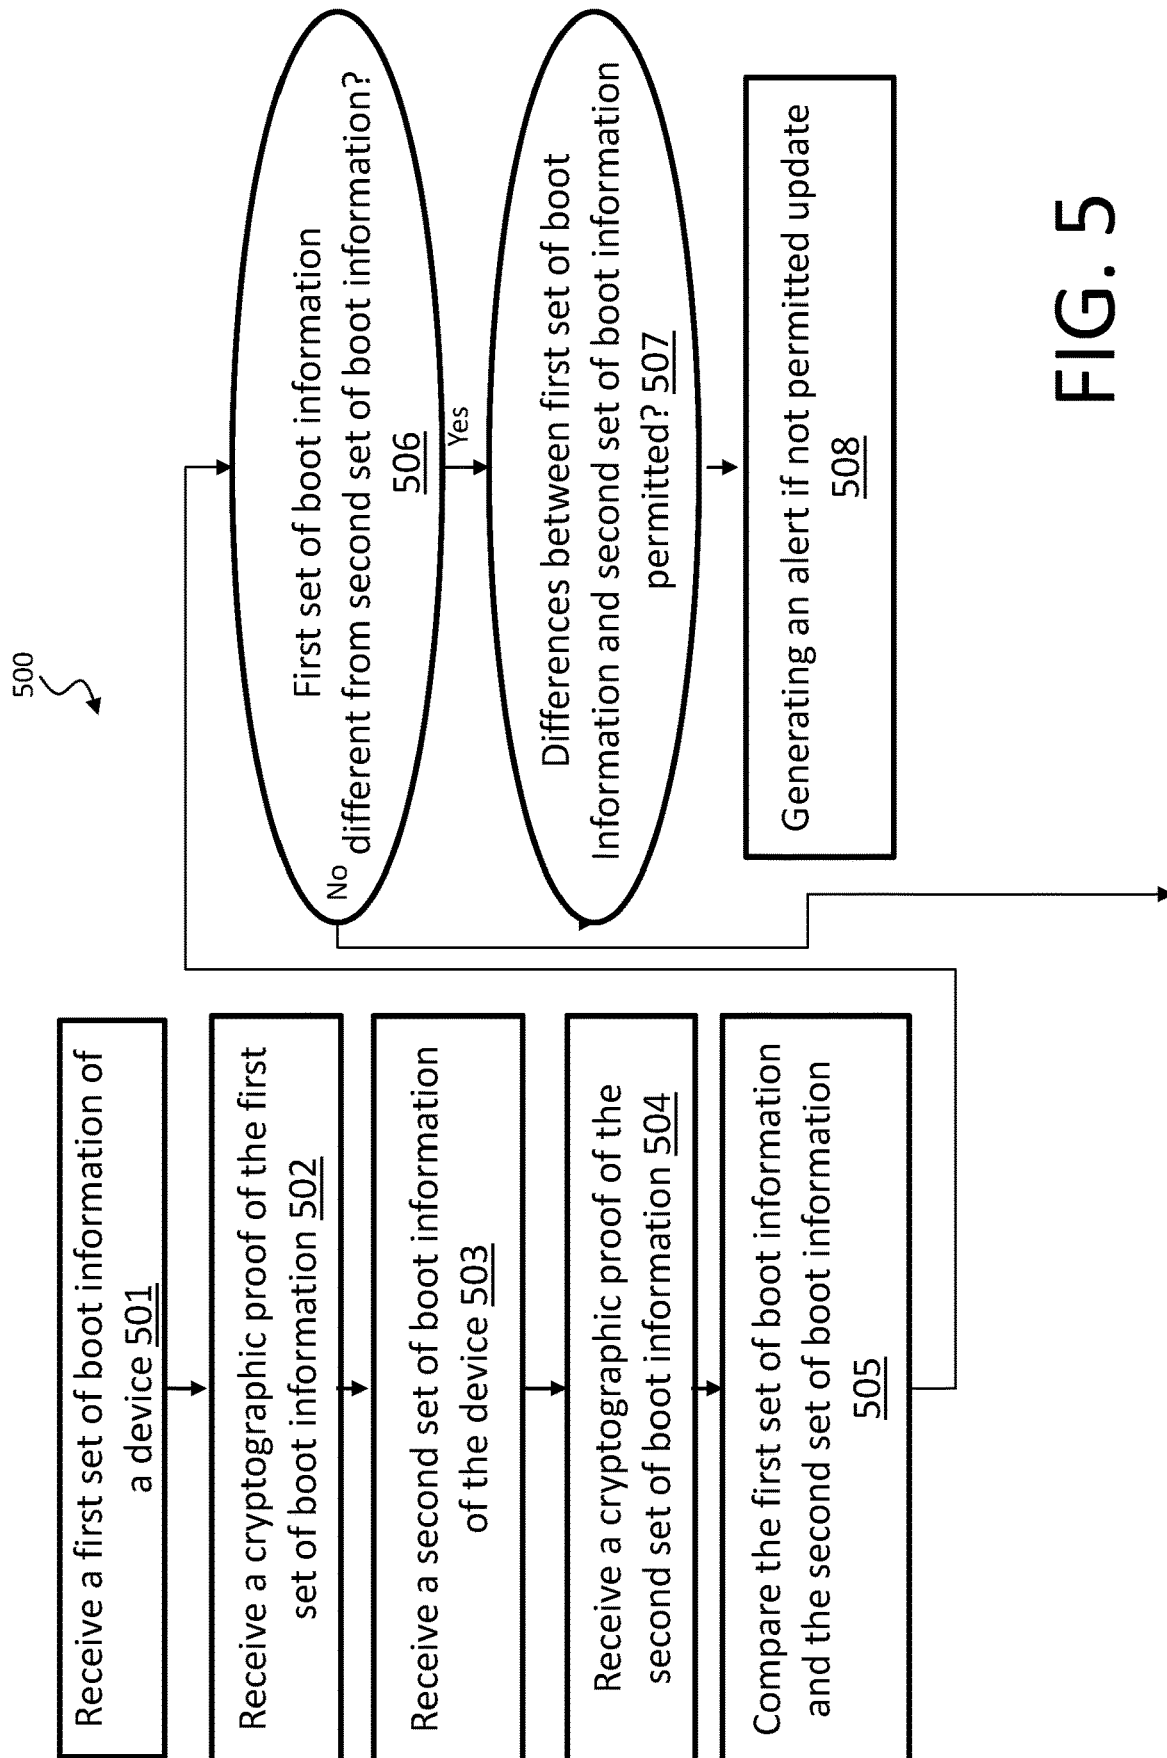 500
Receive a first set of boot information of
a device 501
Receive a cryptographic proof of the first
set of boot information 502
Receive a second set of boot information
of the device 503
Receive a cryptographic proof of the
second set of boot information 504
Compare the first set of boot information
and the second set of boot information
505
First set of boot information
different from second set of boot information?
506
No
Yes
Differences between first set of boot
Information and second set of boot information
permitted? 507
Generating an alert if not permitted update
508
FIG. 5